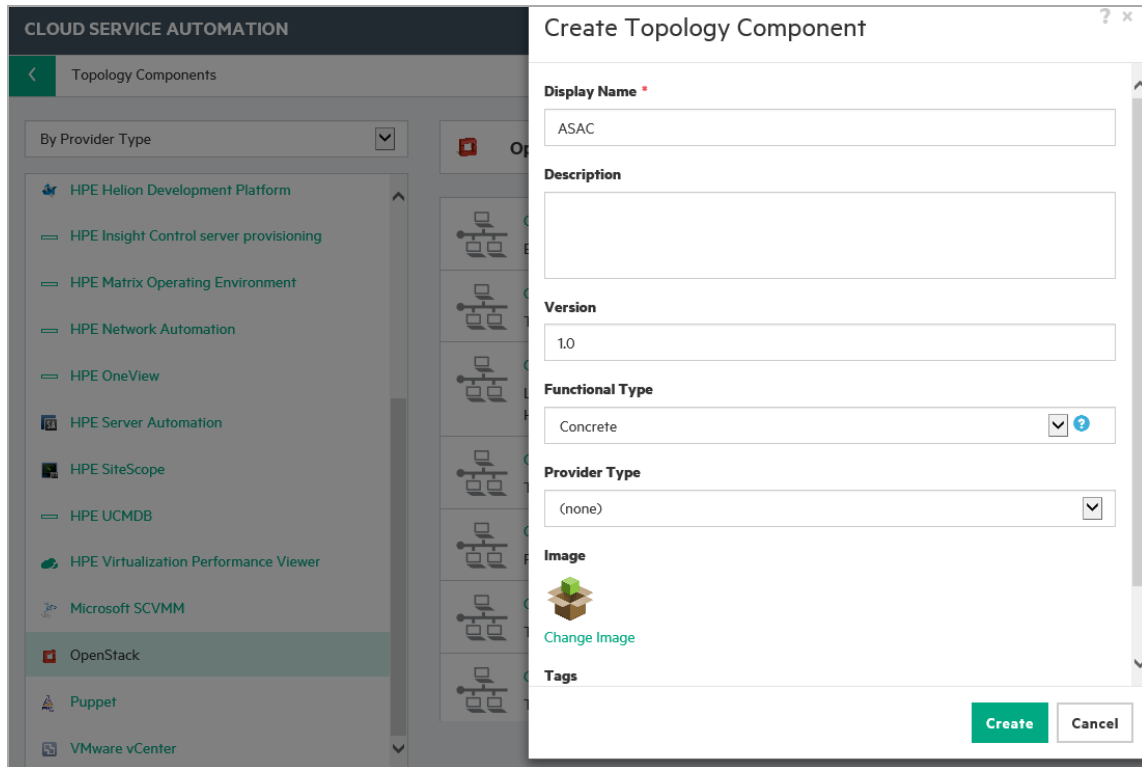 CLOUD SERVICE AUTOMATION
Topology Components
By Provider Type
HPE Helion Development Platform
HPE Insight Control server provisioning
HPE Matrix Operating Environment
HPE Network Automation
HPE OneView
HPE Server Automation
HPE SiteScope
HPE UCMDB
HPE Virtualization Performance Viewer
Microsoft SCVMM
OpenStack
Puppet
VMware vCenter
Create Topology Component
? ×
Display Name *
ASAC
Description
Version
1.0
Functional Type
Concrete
?
Provider Type
(none)
Image
Change Image
Tags
Create
Cancel